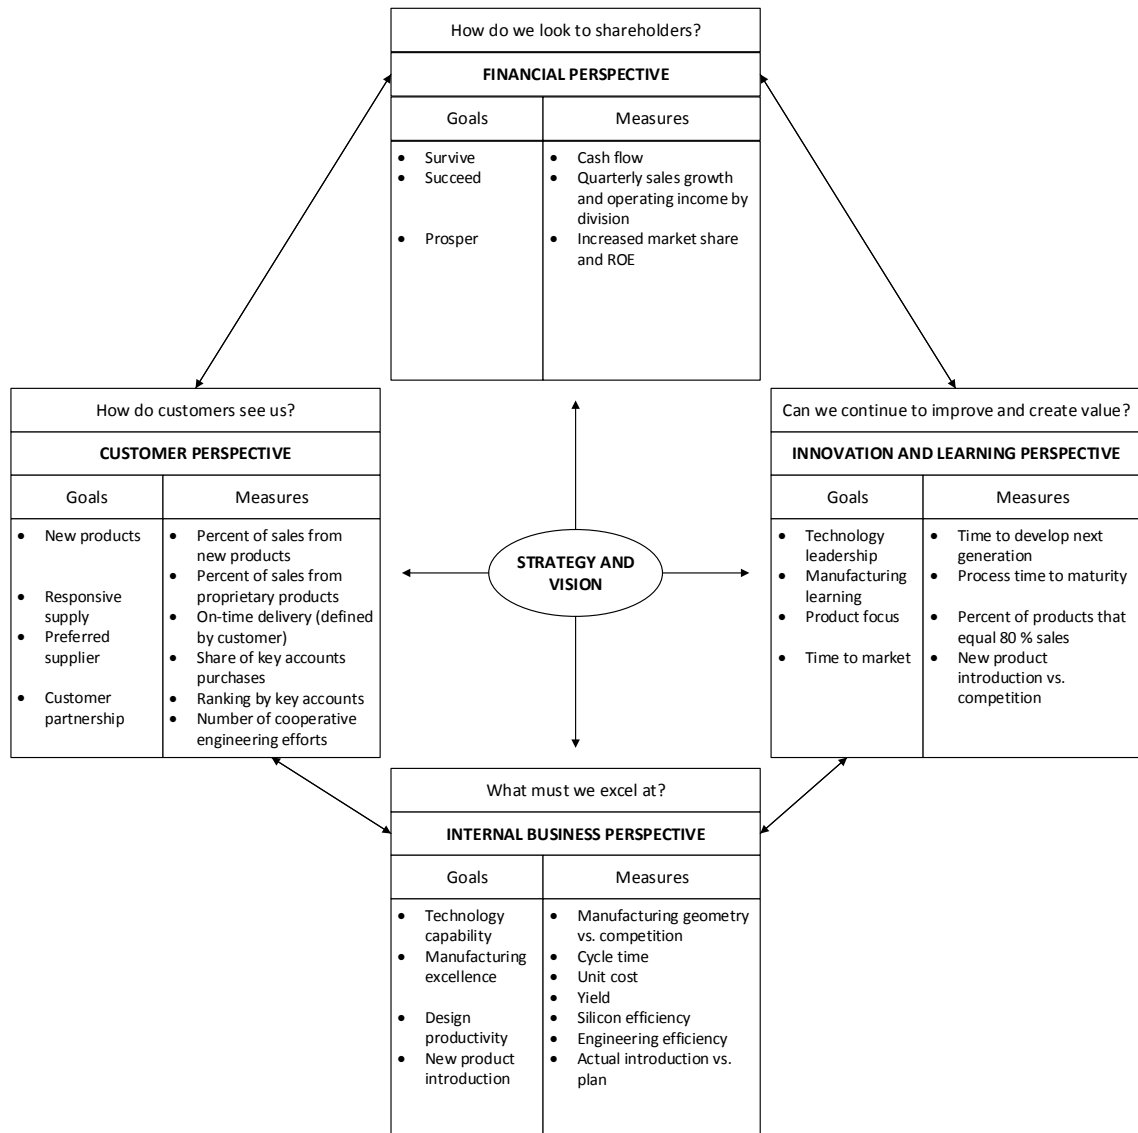 How do we look to shareholders?
FINANCIAL PERSPECTIVE
Goals
Measures
• Survive
• Succeed
• Prosper
• Cash flow
• Quarterly sales growth
and operating income by
division
• Increased market share
and ROE
How do customers see us?
CUSTOMER PERSPECTIVE
Goals
Measures
• New products
• Responsive
supply
• Preferred
supplier
• Customer
partnership
• Percent of sales from
new products
• Percent of sales from
proprietary products
• On-time delivery (defined
by customer)
• Share of key accounts
purchases
• Ranking by key accounts
• Number of cooperative
engineering efforts
STRATEGY AND
VISION
Can we continue to improve and create value?
INNOVATION AND LEARNING PERSPECTIVE
Goals
Measures
• Technology
leadership
• Manufacturing
learning
• Product focus
• Time to market
• Time to develop next
generation
• Process time to maturity
• Percent of products that
equal 80 % sales
• New product
introduction vs.
competition
What must we excel at?
INTERNAL BUSINESS PERSPECTIVE
Goals
Measures
• Technology
capability
• Manufacturing
excellence
• Design
productivity
• New product
introduction
• Manufacturing geometry
vs. competition
• Cycle time
• Unit cost
• Yield
• Silicon efficiency
• Engineering efficiency
• Actual introduction vs.
plan